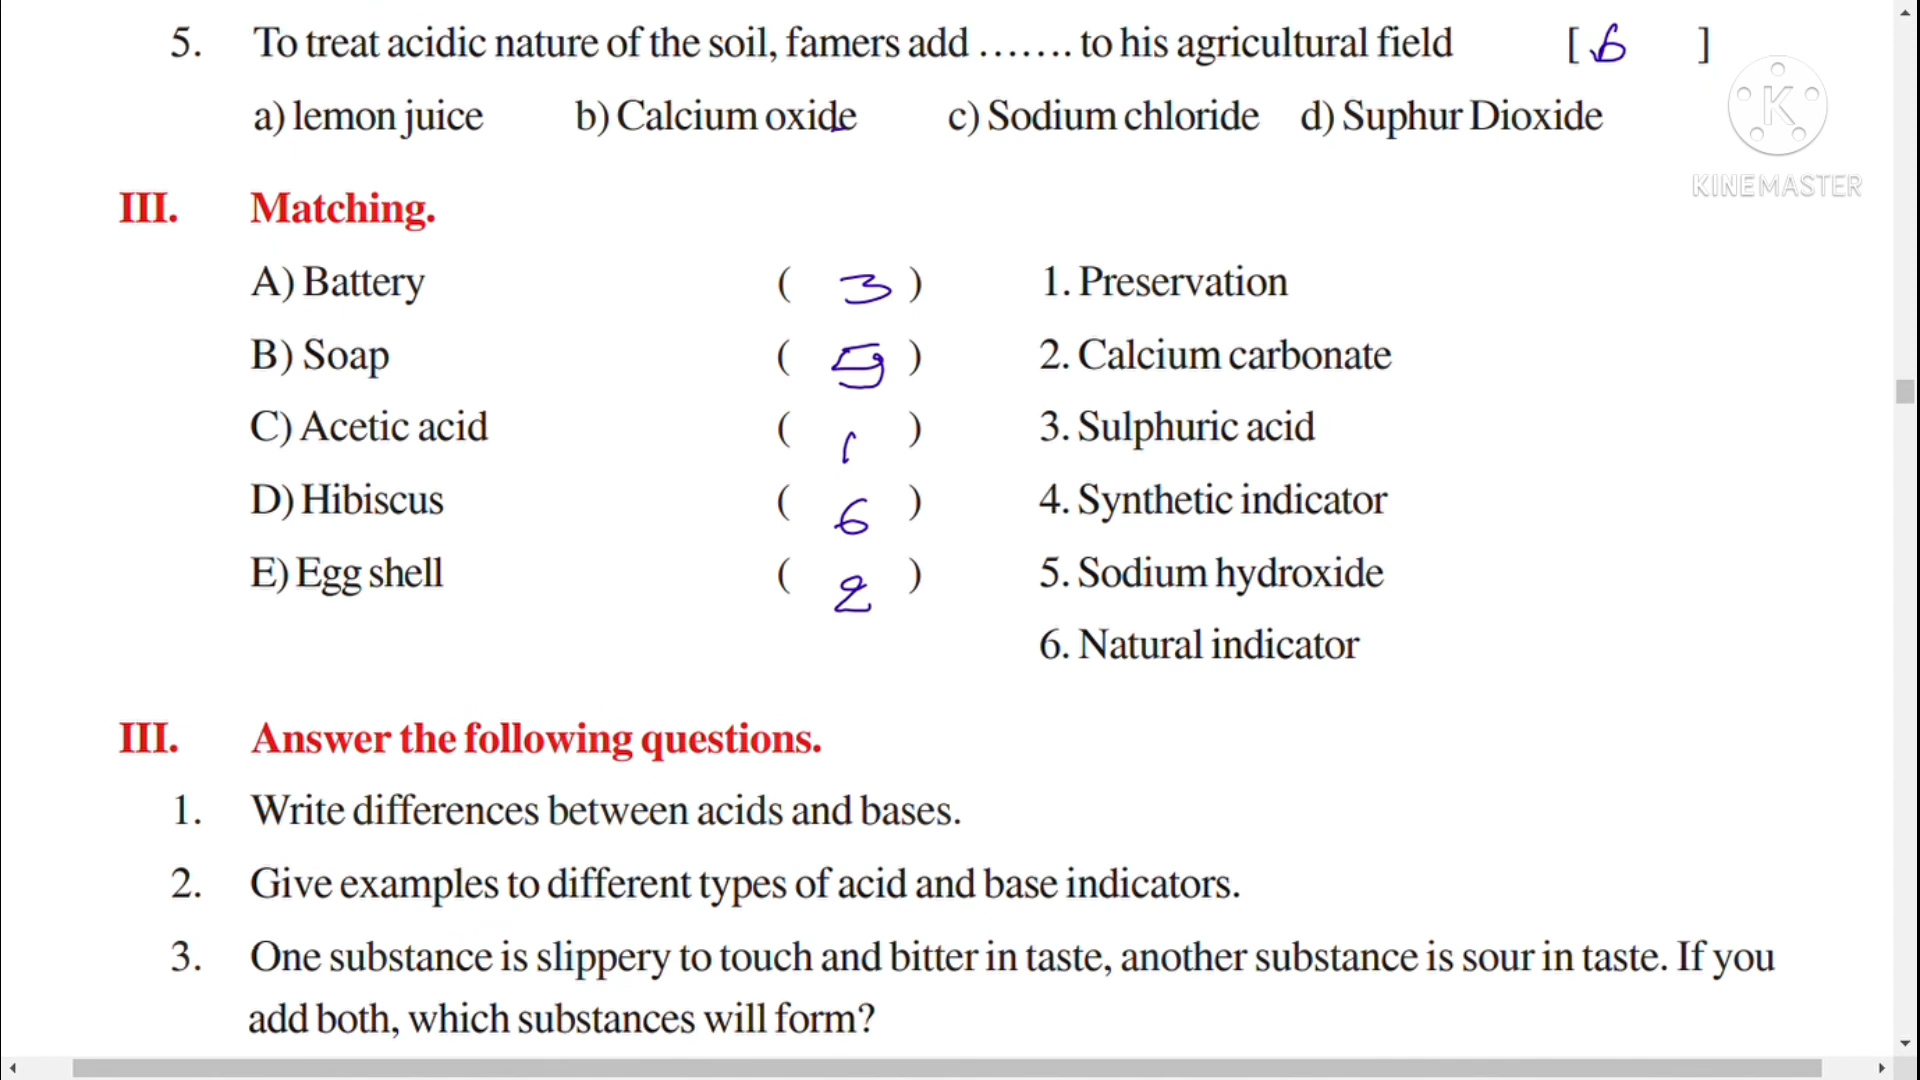 5. To treat acidic nature of the soil, famers add ....... to his agricultural field [ b ]
a) lemon juice b) Calcium oxide c) Sodium chloride d) Suphur Dioxide
K
KINEMASTER
III. Matching.
A) Battery ( 3 ) 1. Preservation
B) Soap ( 5 ) 2. Calcium carbonate
C) Acetic acid ( 1 ) 3. Sulphuric acid
D) Hibiscus ( 6 ) 4. Synthetic indicator
E) Egg shell ( 2 ) 5. Sodium hydroxide
6. Natural indicator
III. Answer the following questions.
1. Write differences between acids and bases.
2. Give examples to different types of acid and base indicators.
3. One substance is slippery to touch and bitter in taste, another substance is sour in taste. If you
add both, which substances will form?